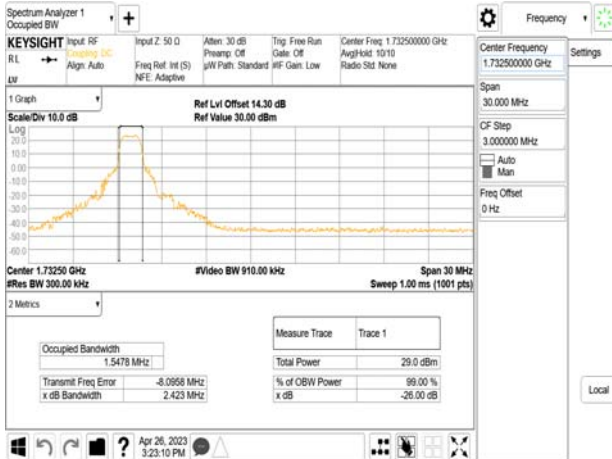 Spectrum Analyzer 1
Occupied BW
Frequency
KEYSIGHT Input: RF Input Z: 50 Ω Atten: 30 dB Trig: Free Run Center Freq: 1.732500000 GHz
RL Coupling: DC Preamp: Off Gate: Off Avg|Hold: 10/10
Align: Auto Freq Ref: Int (S) µW Path: Standard #IF Gain: Low Radio Std: None
LV NFE: Adaptive
Center Frequency
1.732500000 GHz
Settings
Span
30.000 MHz
CF Step
3.000000 MHz
Auto
Man
Freq Offset
0 Hz
Local
1 Graph
Ref Lvl Offset 14.30 dB
Scale/Div 10.0 dB Ref Value 30.00 dBm
Log
20.0
10.0
0.00
-10.0
-20.0
-30.0
-40.0
-50.0
-60.0
Center 1.73250 GHz #Video BW 910.00 kHz Span 30 MHz
#Res BW 300.00 kHz Sweep 1.00 ms (1001 pts)
2 Metrics
Measure Trace Trace 1
Occupied Bandwidth
1.5478 MHz Total Power 29.0 dBm
Transmit Freq Error -8.0958 MHz % of OBW Power 99.00 %
x dB Bandwidth 2.423 MHz x dB -26.00 dB
Apr 26, 2023
3:23:10 PM